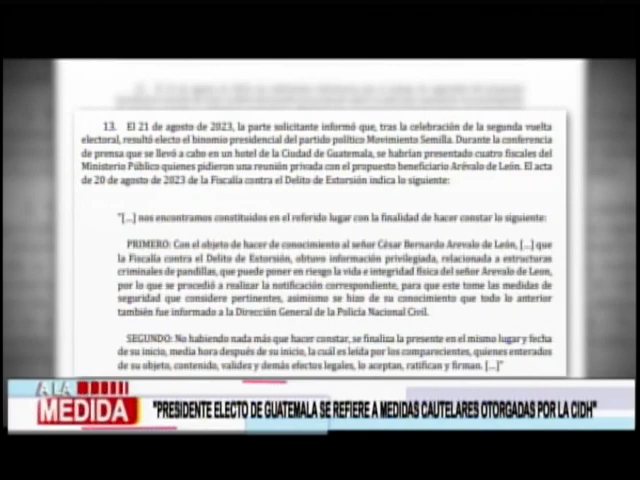 13. El 21 de agosto de 2023, la parte solicitante informó que, tras la celebración de la segunda vuelta
electoral, resultó electo el binomio presidencial del partido político Movimiento Semilla. Durante la conferencia
de prensa que se llevó a cabo en un hotel de la Ciudad de Guatemala, se habrían presentado cuatro fiscales del
Ministerio Público quienes pidieron una reunión privada con el propuesto beneficiario Arévalo de León. El acta
de 20 de agosto de 2023 de la Fiscalía contra el Delito de Extorsión indica lo siguiente:
"[...] nos encontramos constituidos en el referido lugar con la finalidad de hacer constar lo siguiente:
PRIMERO: Con el objeto de hacer de conocimiento al señor César Bernardo Arevalo de León, [...] que
la Fiscalía contra el Delito de Extorsión, obtuvo información privilegiada, relacionada a estructuras
criminales de pandillas, que puede poner en riesgo la vida e integridad física del señor Arevalo de Leon,
por lo que se procedió a realizar la notificación correspondiente, para que este tome las medidas de
seguridad que considere pertinentes, asimismo se hizo de su conocimiento que todo lo anterior
también fue informado a la Dirección General de la Policía Nacional Civil.
SEGUNDO: No habiendo nada más que hacer constar, se finaliza la presente en el mismo lugar y fecha
de su inicio, media hora después de su inicio, la cuál es leída por los comparecientes, quienes enterados
de su objeto, contenido, validez y demás efectos legales, lo aceptan, ratifican y firman. [...]"
A LA
MEDIDA
"PRESIDENTE ELECTO DE GUATEMALA SE REFIERE A MEDIDAS CAUTELARES OTORGADAS POR LA CIDH"